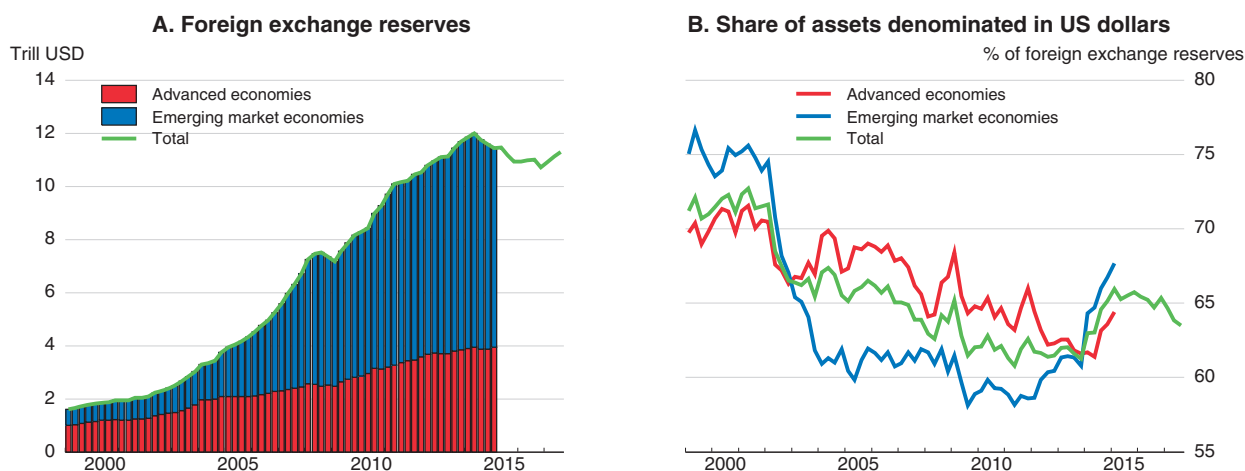 A. Foreign exchange reserves
Trill USD
14
12
10
8
6
4
2
0
Advanced economies
Emerging market economies
Total
2000
2005
2010
2015
B. Share of assets denominated in US dollars
% of foreign exchange reserves
80
75
70
65
60
55
Advanced economies
Emerging market economies
Total
2000
2005
2010
2015